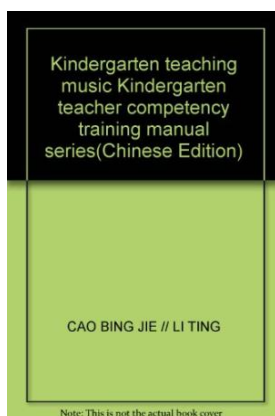 Kindergarten teaching
music Kindergarten
teacher competency
training manual
series(Chinese Edition)
CAO BING JIE // LI TING
Note: This is not the actual book cover